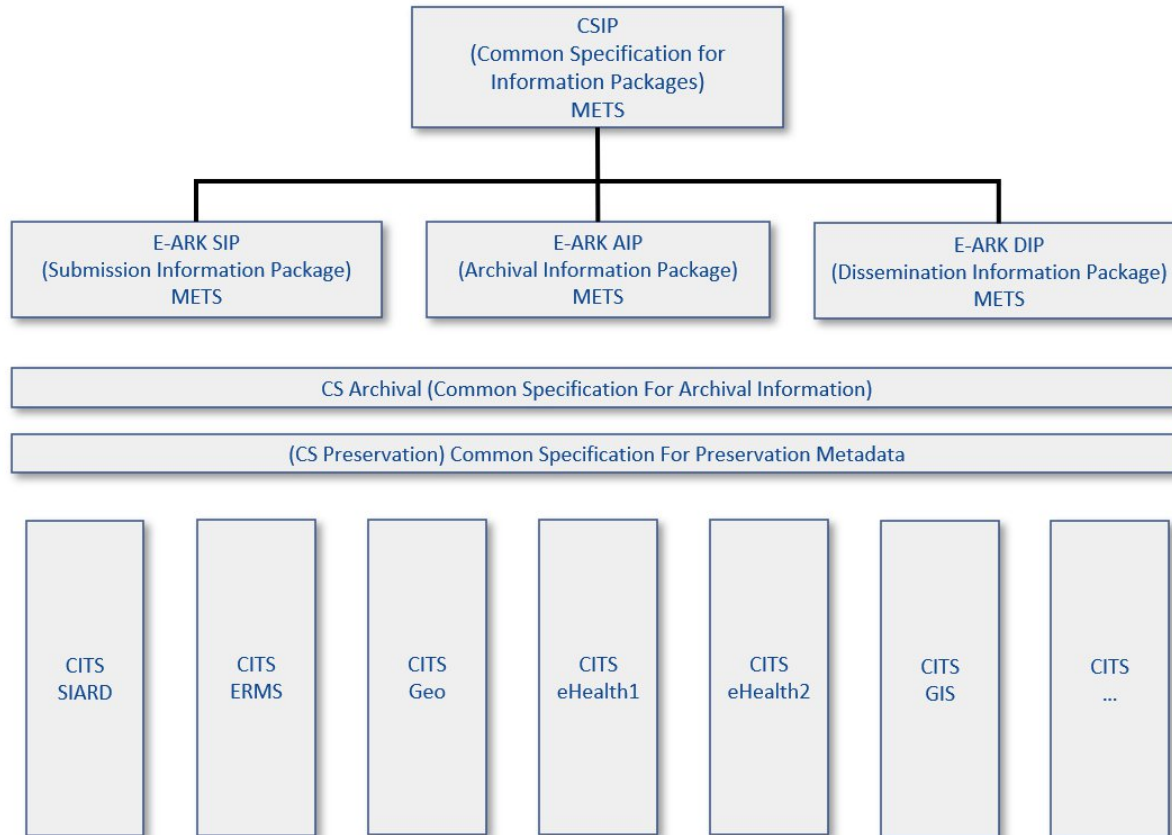 CSIP
(Common Specification for
Information Packages)
METS
E-ARK SIP
(Submission Information Package)
METS
E-ARK AIP
(Archival Information Package)
METS
E-ARK DIP
(Dissemination Information Package)
METS
CS Archival (Common Specification For Archival Information)
(CS Preservation) Common Specification For Preservation Metadata
CITS
SIARD
CITS
ERMS
CITS
Geo
CITS
eHealth1
CITS
eHealth2
CITS
GIS
CITS
...